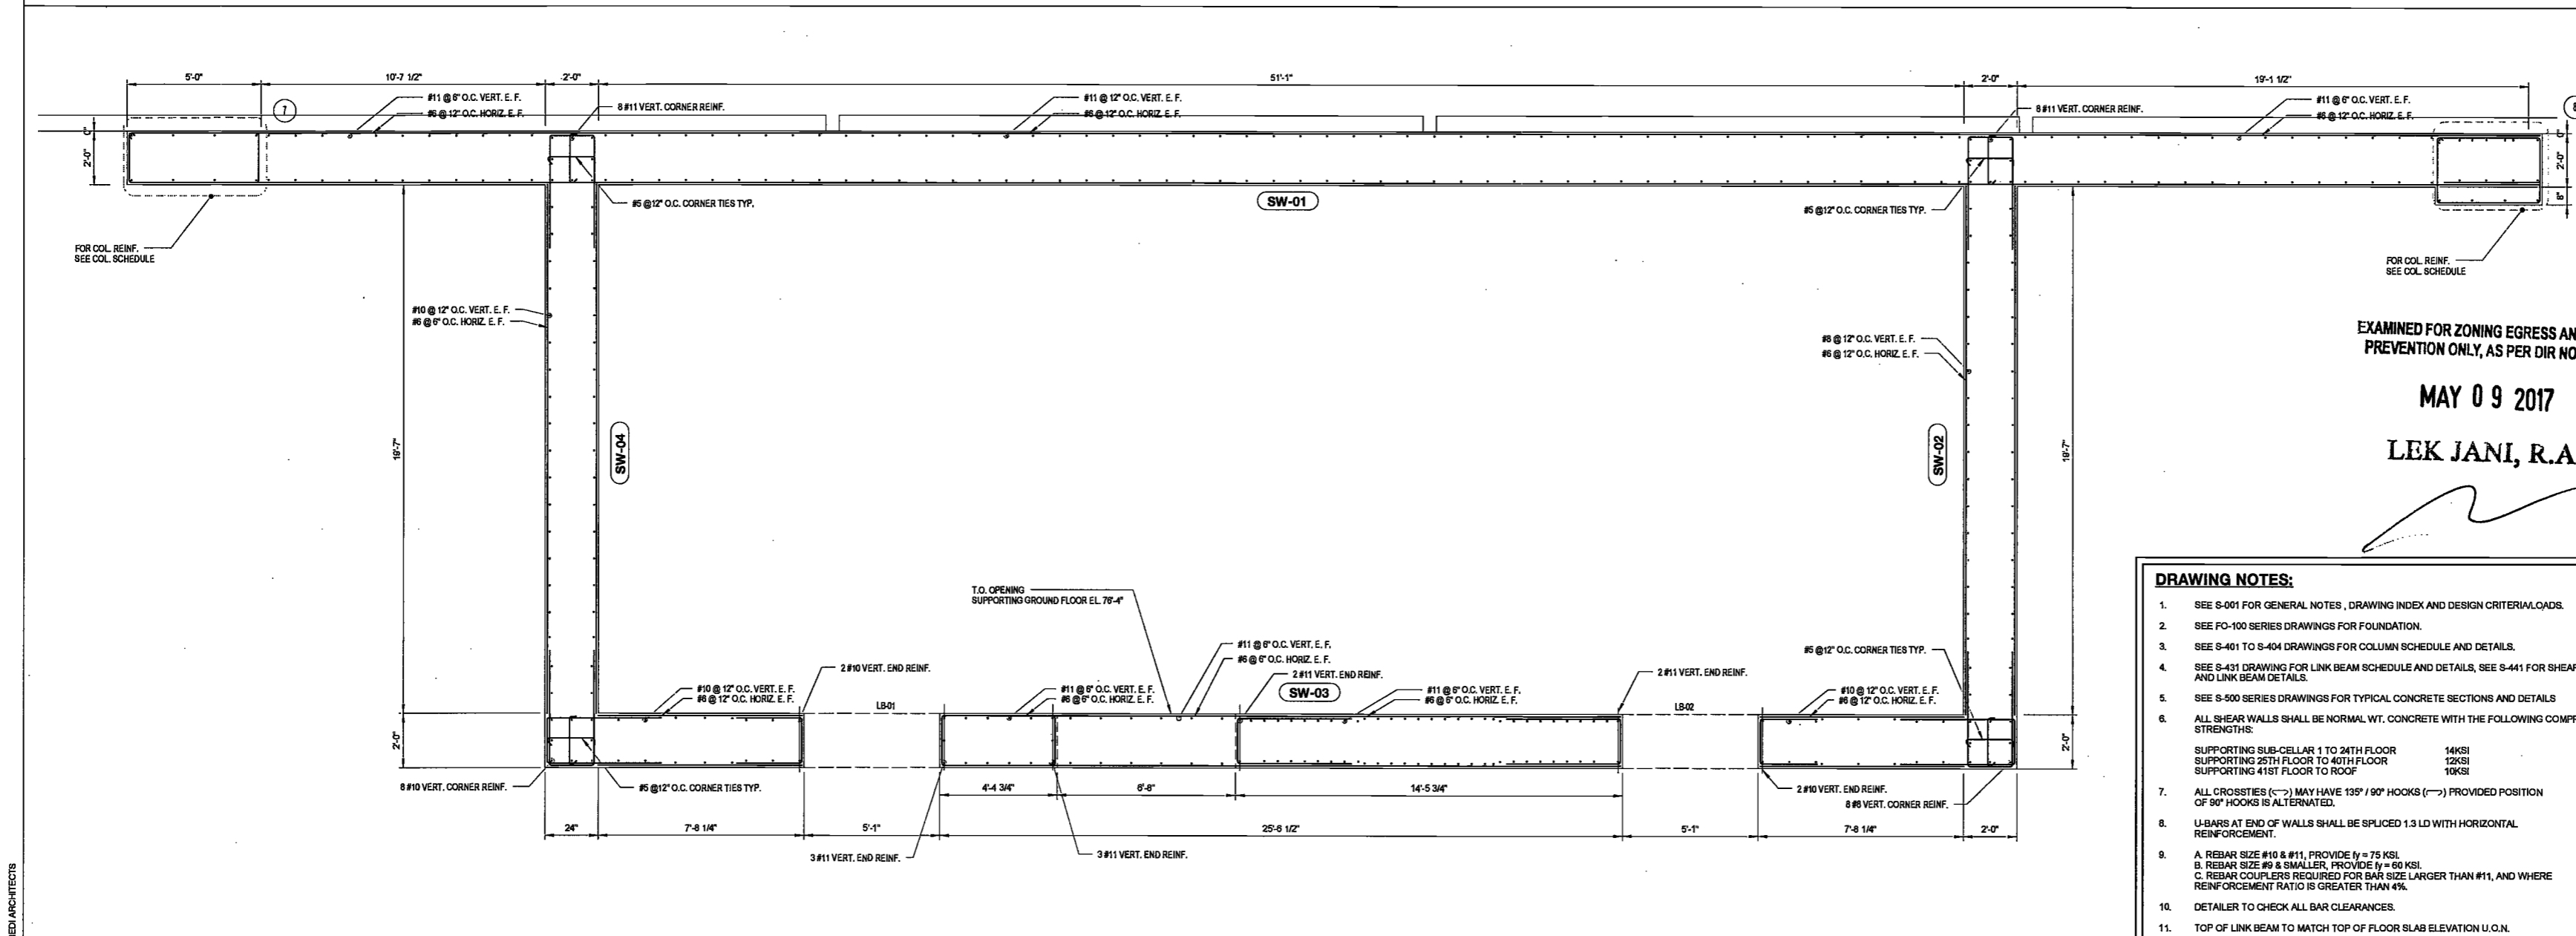 5'-0"
10'-7 1/2"
2'-0"
51'-1"
2'-0"
19'-1 1/2"
7
#11 @ 6" O.C. VERT. E. F.
#6 @ 12" O.C. HORIZ. E. F.
8 #11 VERT. CORNER REINF.
#11 @ 12" O.C. VERT. E. F.
#6 @ 12" O.C. HORIZ. E. F.
8 #11 VERT. CORNER REINF.
#11 @ 6" O.C. VERT. E. F.
#6 @ 12" O.C. HORIZ. E. F.
2'-0"
2'-0"
8"
#5 @12" O.C. CORNER TIES TYP.
SW-01
#5 @12" O.C. CORNER TIES TYP.
FOR COL. REINF.
SEE COL. SCHEDULE
FOR COL. REINF.
SEE COL. SCHEDULE
#10 @ 12" O.C. VERT. E. F.
#6 @ 6" O.C. HORIZ. E. F.
19'-7"
SW-04
#8 @ 12" O.C. VERT. E. F.
#6 @ 12" O.C. HORIZ. E. F.
SW-02
19'-7"
EXAMINED FOR ZONING EGRESS AN
PREVENTION ONLY, AS PER DIR NO
MAY 09 2017
LEK JANI, R.A
T.O. OPENING
SUPPORTING GROUND FLOOR EL. 76'-4"
#11 @ 6" O.C. VERT. E. F.
#6 @ 6" O.C. HORIZ. E. F.
2 #11 VERT. END REINF.
SW-03
2 #10 VERT. END REINF.
#10 @ 12" O.C. VERT. E. F.
#6 @ 12" O.C. HORIZ. E. F.
LB-01
#11 @ 6" O.C. VERT. E. F.
#6 @ 6" O.C. HORIZ. E. F.
#11 @ 6" O.C. VERT. E. F.
#6 @ 6" O.C. HORIZ. E. F.
2 #11 VERT. END REINF.
LB-02
#5 @12" O.C. CORNER TIES TYP.
#10 @ 12" O.C. VERT. E. F.
#6 @ 12" O.C. HORIZ. E. F.
2'-0"
2'-0"
8 #10 VERT. CORNER REINF.
#5 @12" O.C. CORNER TIES TYP.
4'-4 3/4"
6'-8"
14'-5 3/4"
2 #10 VERT. END REINF.
8 #8 VERT. CORNER REINF.
24"
7'-8 1/4"
5'-1"
25'-6 1/2"
5'-1"
7'-8 1/4"
2'-0"
3 #11 VERT. END REINF.
3 #11 VERT. END REINF.
DRAWING NOTES:
1. SEE S-001 FOR GENERAL NOTES , DRAWING INDEX AND DESIGN CRITERIA/LOADS.
2. SEE FO-100 SERIES DRAWINGS FOR FOUNDATION.
3. SEE S-401 TO S-404 DRAWINGS FOR COLUMN SCHEDULE AND DETAILS.
4. SEE S-431 DRAWING FOR LINK BEAM SCHEDULE AND DETAILS, SEE S-441 FOR SHEAR
AND LINK BEAM DETAILS.
5. SEE S-500 SERIES DRAWINGS FOR TYPICAL CONCRETE SECTIONS AND DETAILS
6. ALL SHEAR WALLS SHALL BE NORMAL WT. CONCRETE WITH THE FOLLOWING COMPR
STRENGTHS:
SUPPORTING SUB-CELLAR 1 TO 24TH FLOOR 14KSI
SUPPORTING 25TH FLOOR TO 40TH FLOOR 12KSI
SUPPORTING 41ST FLOOR TO ROOF 10KSI
7. ALL CROSSTIES ( ) MAY HAVE 135° / 90° HOOKS ( ) PROVIDED POSITION
OF 90° HOOKS IS ALTERNATED.
8. U-BARS AT END OF WALLS SHALL BE SPLICED 1.3 LD WITH HORIZONTAL
REINFORCEMENT.
9. A. REBAR SIZE #10 & #11, PROVIDE fy = 75 KSI.
B. REBAR SIZE #9 & SMALLER, PROVIDE fy = 60 KSI.
C. REBAR COUPLERS REQUIRED FOR BAR SIZE LARGER THAN #11, AND WHERE
REINFORCEMENT RATIO IS GREATER THAN 4%.
10. DETAILER TO CHECK ALL BAR CLEARANCES.
11. TOP OF LINK BEAM TO MATCH TOP OF FLOOR SLAB ELEVATION U.O.N.
IEDI ARCHITECTS